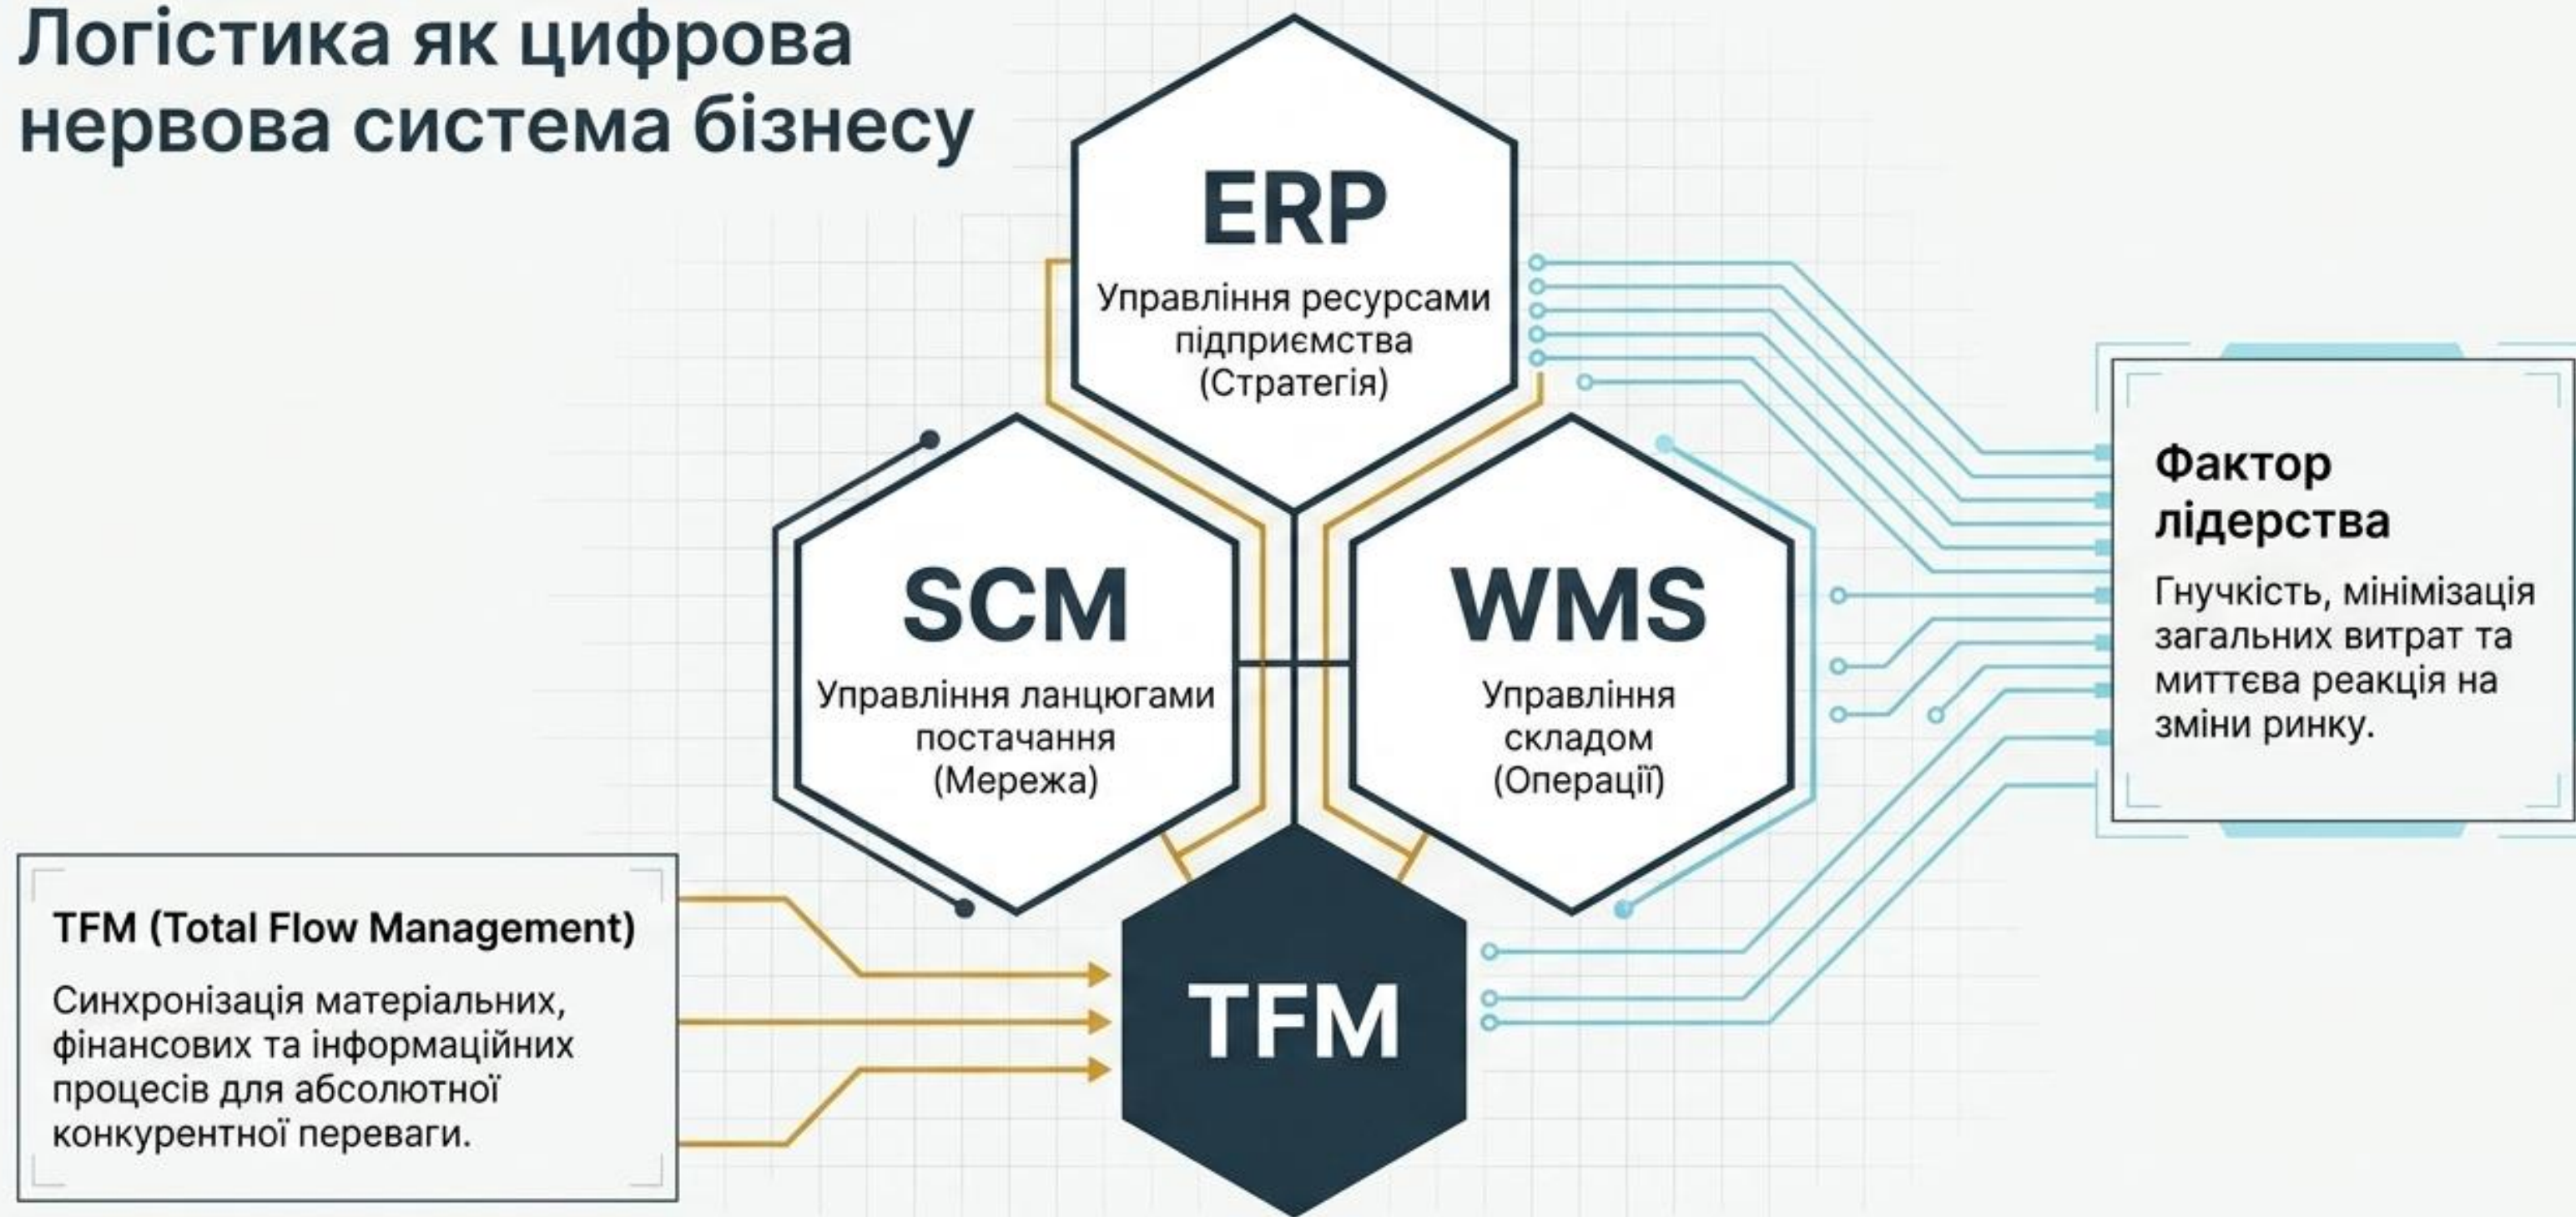 Логістика як цифрова
нервова система бізнесу
ERP
Управління ресурсами
підприємства
(Стратегія)
SCM
Управління ланцюгами
постачання
(Мережа)
WMS
Управління
складом
(Операції)
Фактор
лідерства
Гнучкість, мінімізація
загальних витрат та
миттєва реакція на
зміни ринку.
TFM (Total Flow Management)
Синхронізація матеріальних,
фінансових та інформаційних
процесів для абсолютної
конкурентної переваги.
TFM